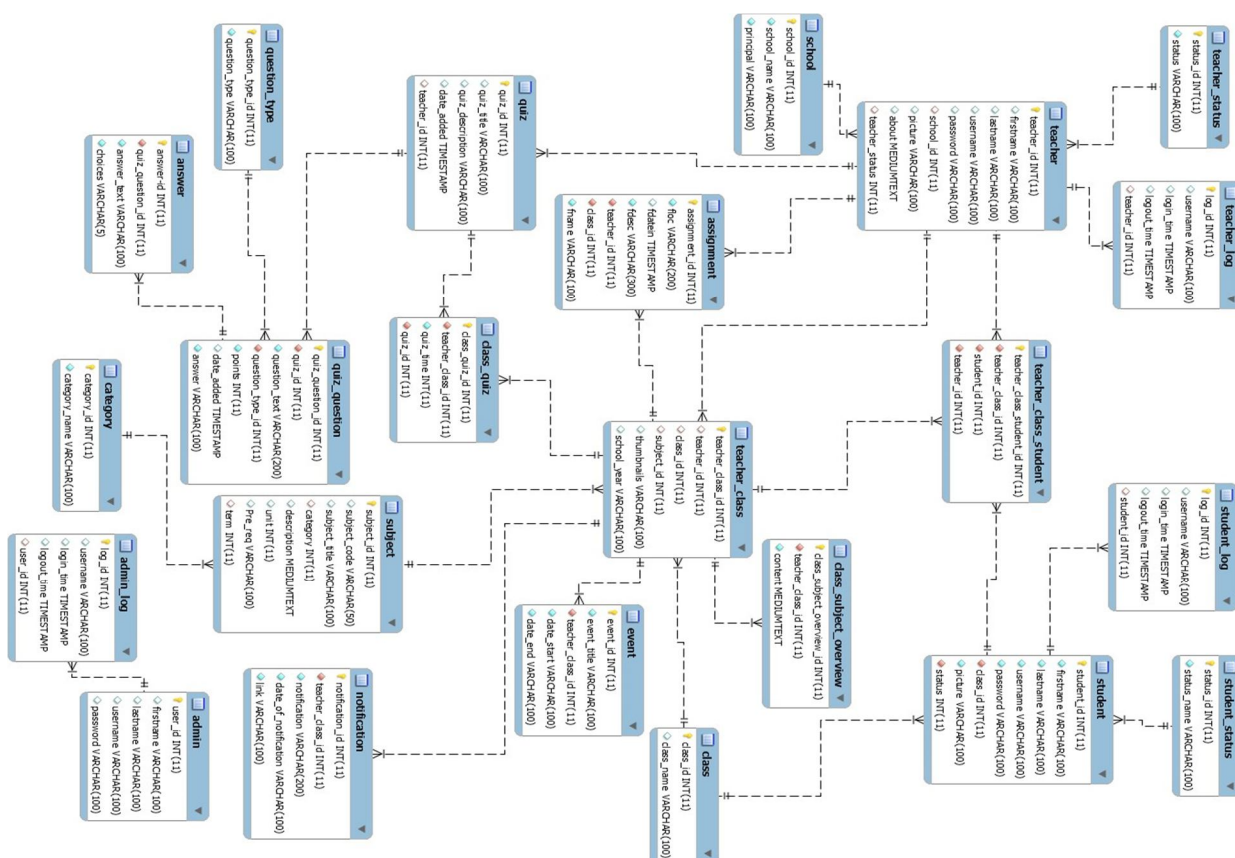 teacher_status
status_id INT(11)
status VARCHAR(100)
teacher_log
log_id INT(11)
username VARCHAR(100)
login_time TIMESTAMP
logout_time TIMESTAMP
teacher_id INT(11)
student_log
log_id INT(11)
username VARCHAR(100)
login_time TIMESTAMP
logout_time TIMESTAMP
student_id INT(11)
student_status
status_id INT(11)
status_name VARCHAR(100)
school
school_id INT(11)
school_name VARCHAR(100)
principal VARCHAR(100)
teacher
teacher_id INT(11)
firstname VARCHAR(100)
lastname VARCHAR(100)
username VARCHAR(100)
password VARCHAR(100)
school_id INT(11)
picture VARCHAR(100)
about MEDIUMTEXT
teacher_status INT(11)
teacher_class_student
teacher_class_student_id INT(11)
teacher_class_id INT(11)
student_id INT(11)
teacher_id INT(11)
student
student_id INT(11)
firstname VARCHAR(100)
lastname VARCHAR(100)
username VARCHAR(100)
password VARCHAR(100)
class_id INT(11)
picture VARCHAR(100)
status INT(11)
class_subject_overview
class_subject_overview_id INT(11)
teacher_class_id INT(11)
content MEDIUMTEXT
assignment
assignment_id INT(11)
floc VARCHAR(200)
fdatein TIMESTAMP
fdesc VARCHAR(300)
teacher_id INT(11)
class_id INT(11)
fname VARCHAR(100)
teacher_class
teacher_class_id INT(11)
teacher_id INT(11)
class_id INT(11)
subject_id INT(11)
thumbnails VARCHAR(100)
school_year VARCHAR(100)
class
class_id INT(11)
class_name VARCHAR(100)
event
event_id INT(11)
event_title VARCHAR(100)
teacher_class_id INT(11)
date_start VARCHAR(100)
date_end VARCHAR(100)
quiz
quiz_id INT(11)
quiz_title VARCHAR(100)
quiz_description VARCHAR(100)
date_added TIMESTAMP
teacher_id INT(11)
class_quiz
class_quiz_id INT(11)
teacher_class_id INT(11)
quiz_time INT(11)
quiz_id INT(11)
subject
subject_id INT(11)
subject_code VARCHAR(50)
subject_title VARCHAR(100)
category INT(11)
description MEDIUMTEXT
unit INT(11)
Pre_req VARCHAR(100)
term INT(11)
notification
notification_id INT(11)
teacher_class_id INT(11)
notification VARCHAR(200)
date_of_notification VARCHAR(100)
link VARCHAR(100)
question_type
question_type_id INT(11)
question_type VARCHAR(100)
quiz_question
quiz_question_id INT(11)
quiz_id INT(11)
question_text VARCHAR(200)
question_type_id INT(11)
points INT(11)
date_added TIMESTAMP
answer VARCHAR(100)
answer
answer-id INT(11)
quiz_question_id INT(11)
answer_text VARCHAR(100)
choices VARCHAR(5)
category
category_id INT(11)
category_name VARCHAR(100)
admin_log
log_id INT(11)
username VARCHAR(100)
login_time TIMESTAMP
logout_time TIMESTAMP
user_id INT(11)
admin
user_id INT(11)
firstname VARCHAR(100)
lastname VARCHAR(100)
username VARCHAR(100)
password VARCHAR(100)